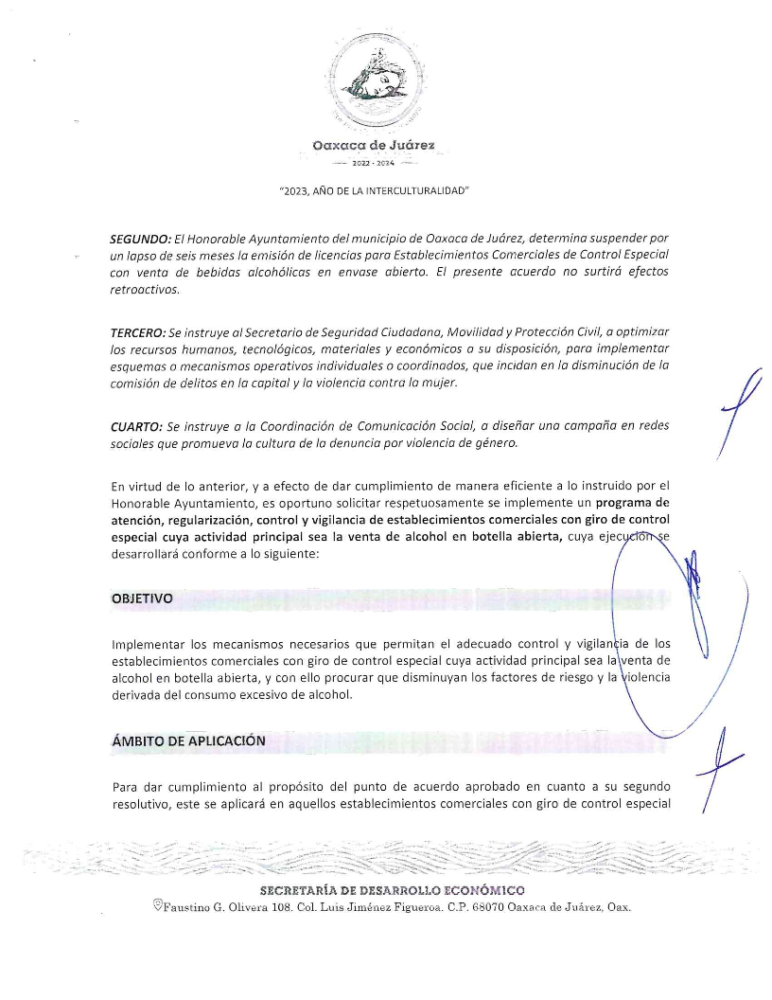 Oaxaca de Juárez
2022 - 2024
"2023, AÑO DE LA INTERCULTURALIDAD"
SEGUNDO: El Honorable Ayuntamiento del municipio de Oaxaca de Juárez, determina suspender por
un lapso de seis meses la emisión de licencias para Establecimientos Comerciales de Control Especial
con venta de bebidas alcohólicas en envase abierto. El presente acuerdo no surtirá efectos
retroactivos.
TERCERO: Se instruye al Secretario de Seguridad Ciudadana, Movilidad y Protección Civil, a optimizar
los recursos humanos, tecnológicos, materiales y económicos a su disposición, para implementar
esquemas o mecanismos operativos individuales o coordinados, que incidan en la disminución de la
comisión de delitos en la capital y la violencia contra la mujer.
CUARTO: Se instruye a la Coordinación de Comunicación Social, a diseñar una campaña en redes
sociales que promueva la cultura de la denuncia por violencia de género.
En virtud de lo anterior, y a efecto de dar cumplimiento de manera eficiente a lo instruido por el
Honorable Ayuntamiento, es oportuno solicitar respetuosamente se implemente un programa de
atención, regularización, control y vigilancia de establecimientos comerciales con giro de control
especial cuya actividad principal sea la venta de alcohol en botella abierta, cuya ejecución se
desarrollará conforme a lo siguiente:
OBJETIVO
Implementar los mecanismos necesarios que permitan el adecuado control y vigilancia de los
establecimientos comerciales con giro de control especial cuya actividad principal sea la venta de
alcohol en botella abierta, y con ello procurar que disminuyan los factores de riesgo y la violencia
derivada del consumo excesivo de alcohol.
ÁMBITO DE APLICACIÓN
Para dar cumplimiento al propósito del punto de acuerdo aprobado en cuanto a su segundo
resolutivo, este se aplicará en aquellos establecimientos comerciales con giro de control especial
SECRETARÍA DE DESARROLLO ECONÓMICO
Faustino G. Olivera 108. Col. Luis Jiménez Figueroa. C.P. 68070 Oaxaca de Juárez, Oax.